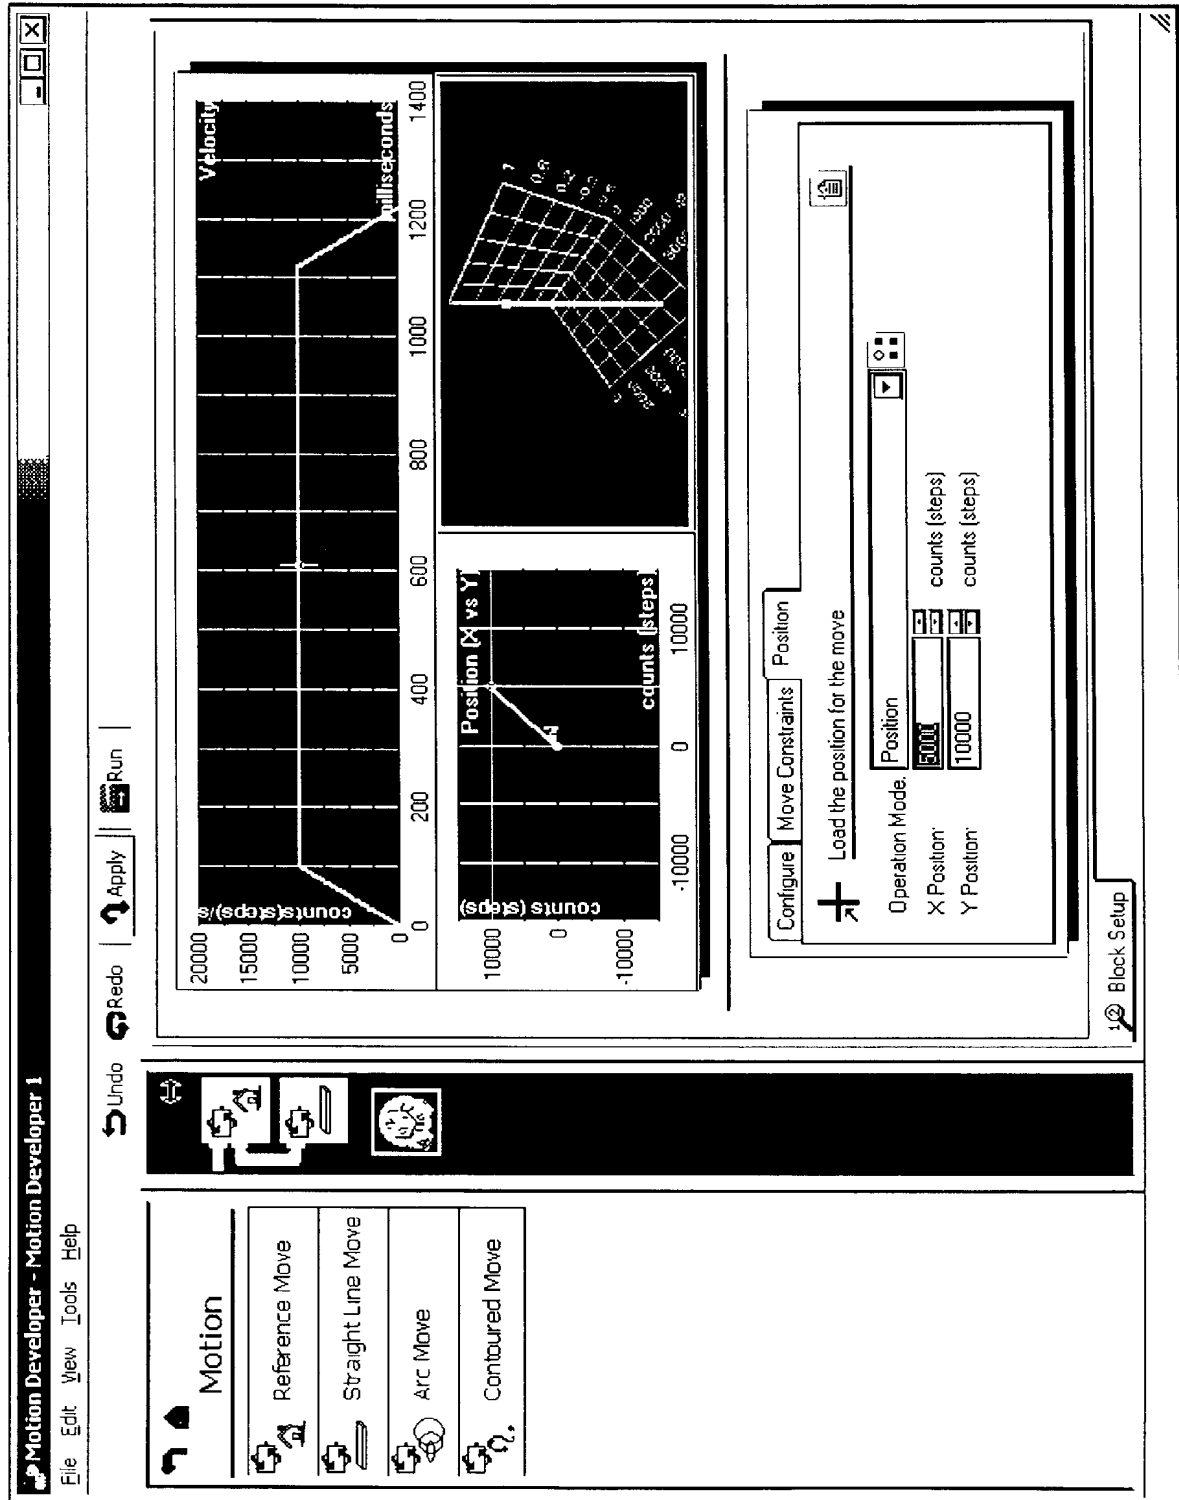 Motion Developer - Motion Developer 1
File Edit View Tools Help
Undo Redo Apply Run
Motion
Reference Move
Straight Line Move
Arc Move
Contoured Move
Velocity
counts(steps)/s
milliseconds
20000
15000
10000
5000
0
0 200 400 600 800 1000 1200 1400
Position (X vs Y)
counts (steps)
counts (steps)
10000
0
-10000
-10000 0 10000
Configure Move Constraints Position
Load the position for the move
Operation Mode: Position
X Position: 5000 counts (steps)
Y Position: 10000 counts (steps)
Block Setup